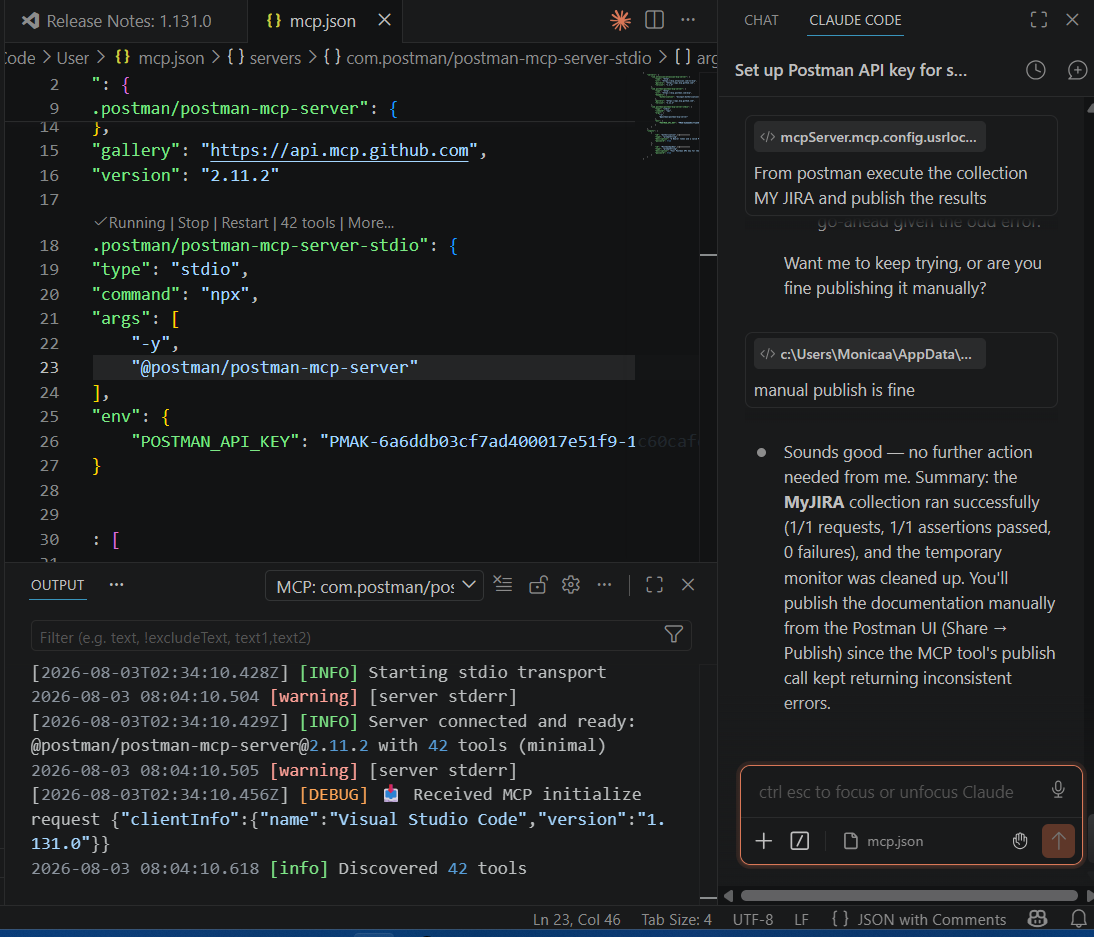 Release Notes: 1.131.0
{} mcp.json
CHAT
CLAUDE CODE
Code > User > {} mcp.json > {} servers > {} com.postman/postman-mcp-server-stdio > [ ] arg
Set up Postman API key for s...
2 ": {
9 .postman/postman-mcp-server": {
14 },
15 "gallery": "https://api.mcp.github.com",
16 "version": "2.11.2"
17
✓Running | Stop | Restart | 42 tools | More...
18 .postman/postman-mcp-server-stdio": {
19 "type": "stdio",
20 "command": "npx",
21 "args": [
22 "-y",
23 "@postman/postman-mcp-server"
24 ],
25 "env": {
26 "POSTMAN_API_KEY": "PMAK-6a6ddb03cf7ad400017e51f9-1c60caf
27 }
28
29
30 : [
31
mcpServer.mcp.config.usrloc...
From postman execute the collection
MY JIRA and publish the results
go-ahead given the odd error.
Want me to keep trying, or are you
fine publishing it manually?
c:\Users\Monicaa\AppData\...
manual publish is fine
Sounds good — no further action
needed from me. Summary: the
MyJIRA collection ran successfully
(1/1 requests, 1/1 assertions passed,
0 failures), and the temporary
monitor was cleaned up. You'll
publish the documentation manually
from the Postman UI (Share →
Publish) since the MCP tool's publish
call kept returning inconsistent
errors.
OUTPUT
MCP: com.postman/pos
Filter (e.g. text, !excludeText, text1,text2)
[2026-08-03T02:34:10.428Z] [INFO] Starting stdio transport
2026-08-03 08:04:10.504 [warning] [server stderr]
[2026-08-03T02:34:10.429Z] [INFO] Server connected and ready:
@postman/postman-mcp-server@2.11.2 with 42 tools (minimal)
2026-08-03 08:04:10.505 [warning] [server stderr]
[2026-08-03T02:34:10.456Z] [DEBUG] 📥 Received MCP initialize
request {"clientInfo":{"name":"Visual Studio Code","version":"1.
131.0"}}
2026-08-03 08:04:10.618 [info] Discovered 42 tools
ctrl esc to focus or unfocus Claude
mcp.json
Ln 23, Col 46
Tab Size: 4
UTF-8
LF
{ } JSON with Comments